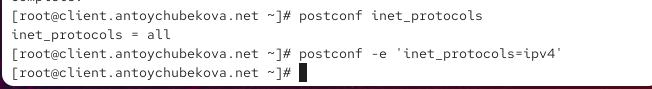 [root@client.antoychubekova.net ~]# postconf inet_protocols
inet_protocols = all
[root@client.antoychubekova.net ~]# postconf -e 'inet_protocols=ipv4'
[root@client.antoychubekova.net ~]#